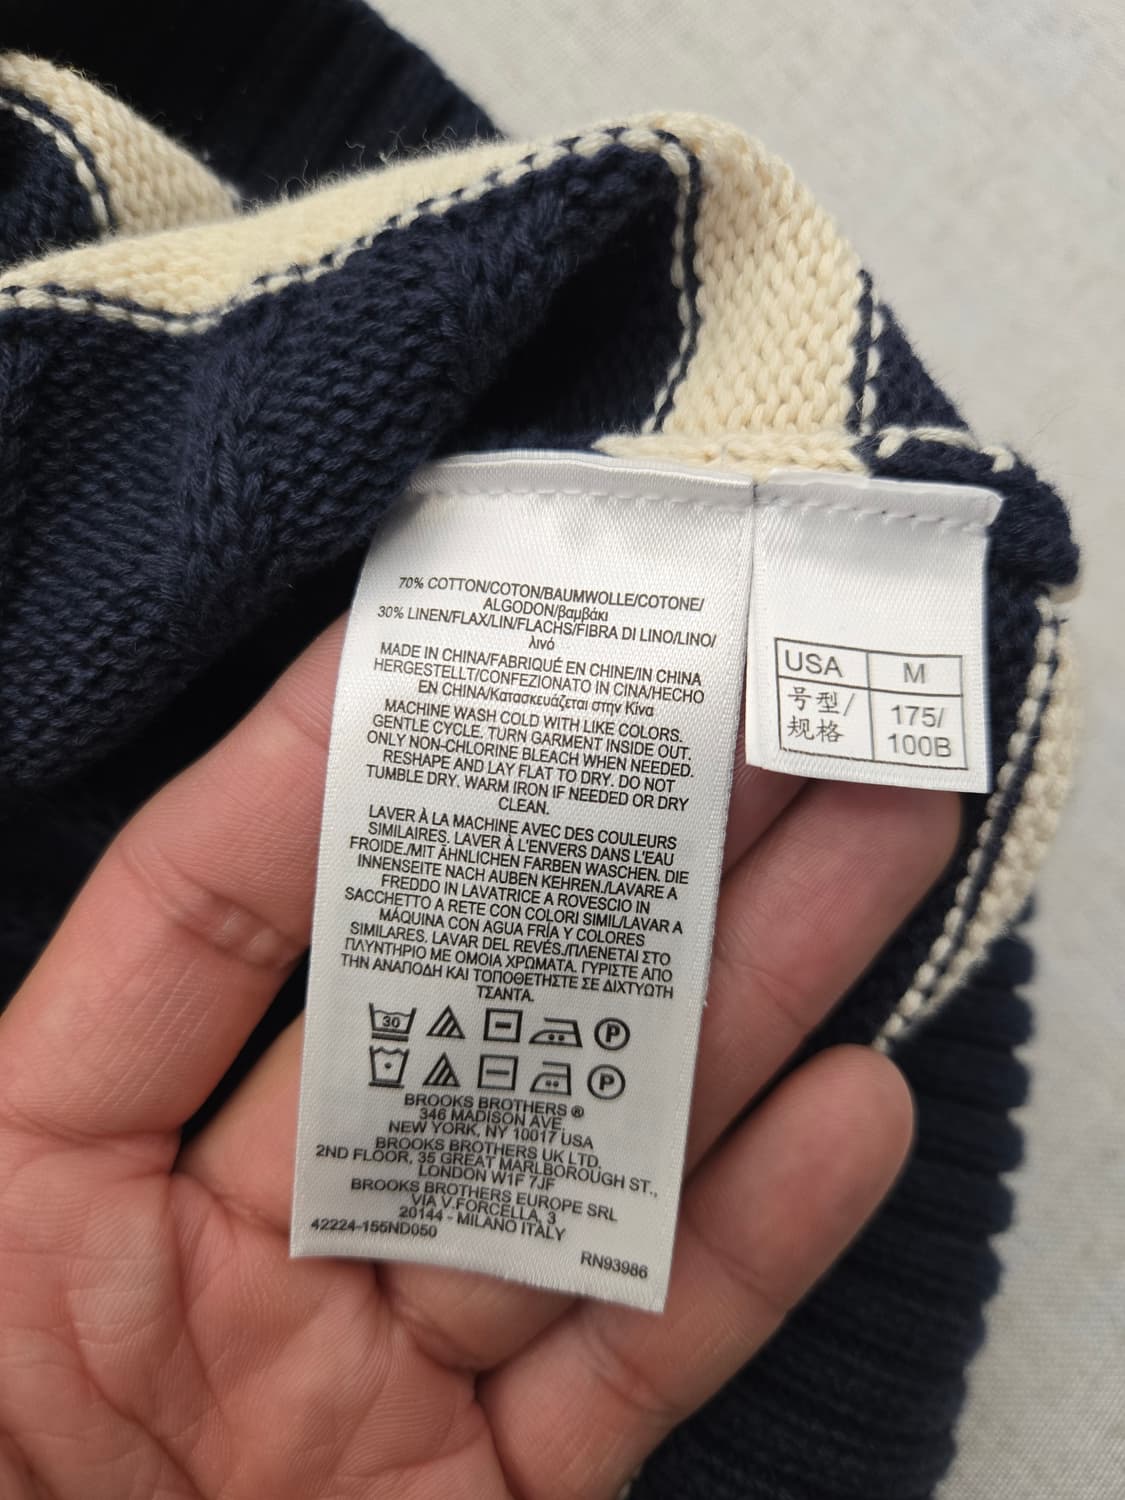 70% COTTON/COTON/BAUMWOLLE/COTONE/
ALGODON/βαμβάκι
30% LINEN/FLAX/LIN/FLACHS/FIBRA DI LINO/LINO/
λινό
MADE IN CHINA/FABRIQUÉ EN CHINE/IN CHINA
HERGESTELLT/CONFEZIONATO IN CINA/HECHO
EN CHINA/Κατασκευάζεται στην Κίνα
MACHINE WASH COLD WITH LIKE COLORS.
GENTLE CYCLE. TURN GARMENT INSIDE OUT.
ONLY NON-CHLORINE BLEACH WHEN NEEDED.
RESHAPE AND LAY FLAT TO DRY. DO NOT
TUMBLE DRY. WARM IRON IF NEEDED OR DRY
CLEAN.
LAVER À LA MACHINE AVEC DES COULEURS
SIMILAIRES. LAVER À L'ENVERS DANS L'EAU
FROIDE./MIT ÄHNLICHEN FARBEN WASCHEN. DIE
INNENSEITE NACH AUßEN KEHREN./LAVARE A
FREDDO IN LAVATRICE A ROVESCIO IN
SACCHETTO A RETE CON COLORI SIMIL/LAVAR A
MÁQUINA CON AGUA FRÍA Y COLORES
SIMILARES. LAVAR DEL REVÉS./ΠΛΕΝΕΤΑΙ ΣΤΟ
ΠΛΥΝΤΗΡΙΟ ΜΕ ΟΜΟΙΑ ΧΡΩΜΑΤΑ. ΓΥΡΙΣΤΕ ΑΠΟ
ΤΗΝ ΑΝΑΠΟΔΗ ΚΑΙ ΤΟΠΟΘΕΤΗΣΤΕ ΣΕ ΔΙΧΤΥΩΤΗ
ΤΣΑΝΤΑ.
30 P
P
BROOKS BROTHERS ®
346 MADISON AVE,
NEW YORK, NY 10017 USA
BROOKS BROTHERS UK LTD.
2ND FLOOR, 35 GREAT MARLBOROUGH ST.,
LONDON W1F 7JF
BROOKS BROTHERS EUROPE SRL
VIA V.FORCELLA, 3
20144 - MILANO ITALY
42224-155ND050
RN93986
USA M
号型/ 175/
规格 100B